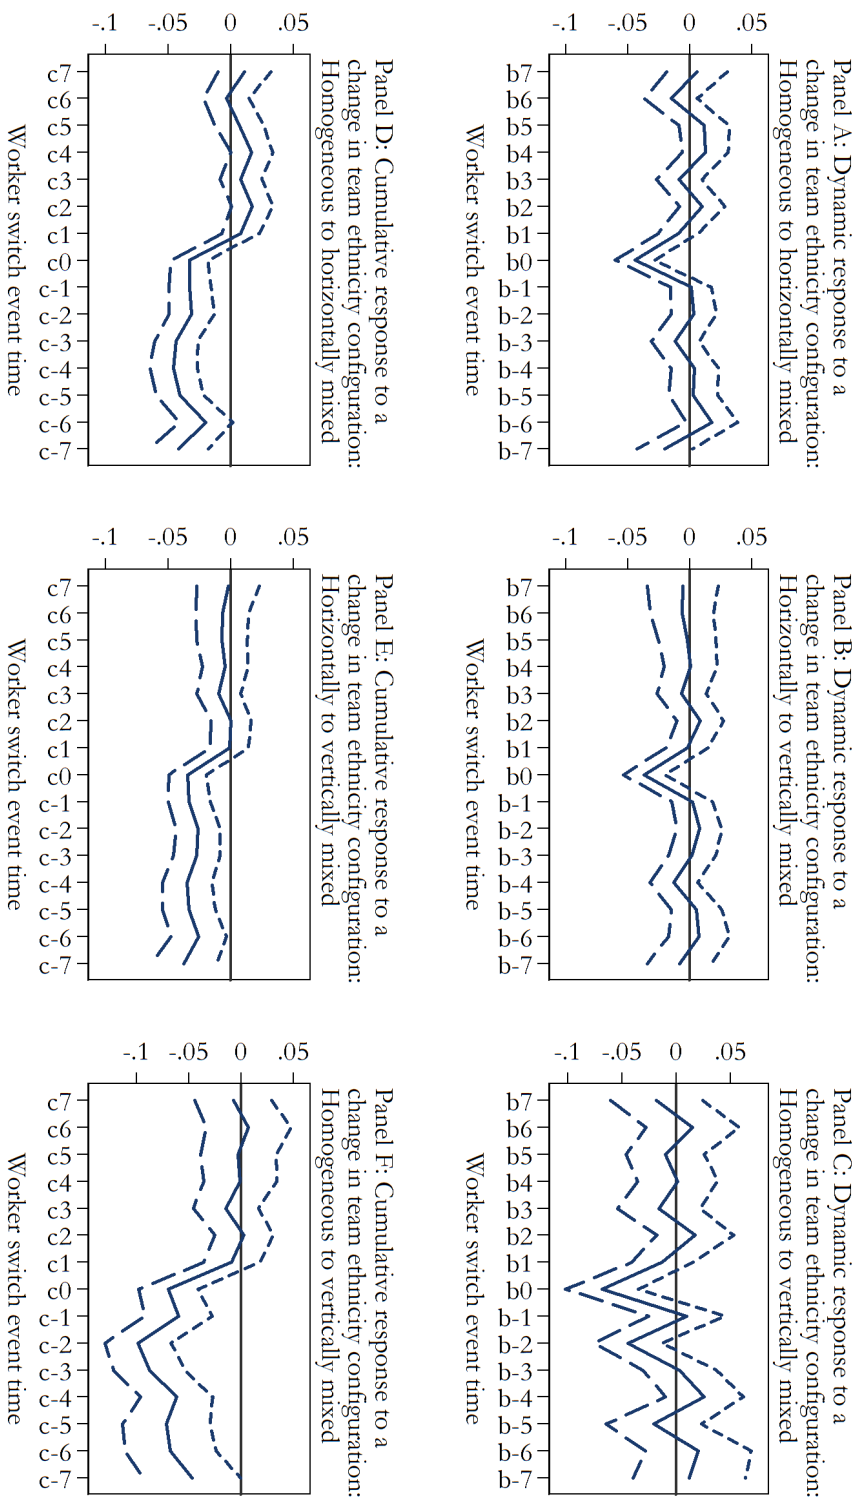 Panel A: Dynamic response to a
change in team ethnicity configuration:
Homogeneous to horizontally mixed
.05
0
-.05
-.1
b7 b6 b5 b4 b3 b2 b1 b0 b-1 b-2 b-3 b-4 b-5 b-6 b-7
Worker switch event time
Panel B: Dynamic response to a
change in team ethnicity configuration:
Horizontally to vertically mixed
.05
0
-.05
-.1
b7 b6 b5 b4 b3 b2 b1 b0 b-1 b-2 b-3 b-4 b-5 b-6 b-7
Worker switch event time
Panel C: Dynamic response to a
change in team ethnicity configuration:
Homogeneous to vertically mixed
.05
0
-.05
-.1
b7 b6 b5 b4 b3 b2 b1 b0 b-1 b-2 b-3 b-4 b-5 b-6 b-7
Worker switch event time
Panel D: Cumulative response to a
change in team ethnicity configuration:
Homogeneous to horizontally mixed
.05
0
-.05
-.1
c7 c6 c5 c4 c3 c2 c1 c0 c-1 c-2 c-3 c-4 c-5 c-6 c-7
Worker switch event time
Panel E: Cumulative response to a
change in team ethnicity configuration:
Horizontally to vertically mixed
.05
0
-.05
-.1
c7 c6 c5 c4 c3 c2 c1 c0 c-1 c-2 c-3 c-4 c-5 c-6 c-7
Worker switch event time
Panel F: Cumulative response to a
change in team ethnicity configuration:
Homogeneous to vertically mixed
.05
0
-.05
-.1
c7 c6 c5 c4 c3 c2 c1 c0 c-1 c-2 c-3 c-4 c-5 c-6 c-7
Worker switch event time